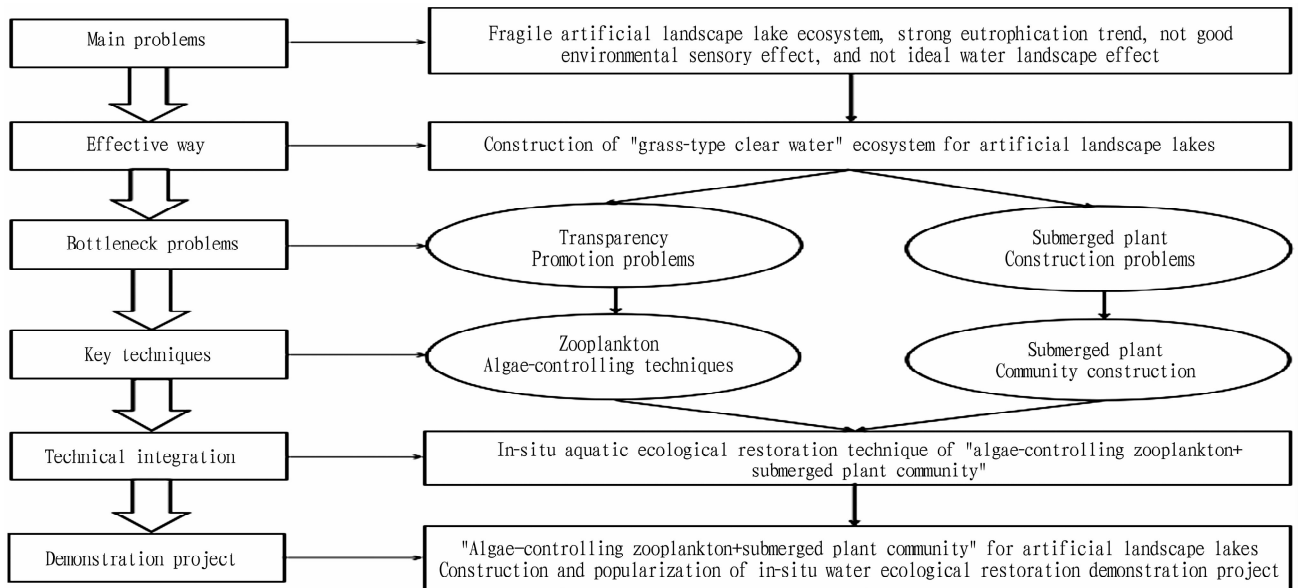 Main problems
Fragile artificial landscape lake ecosystem, strong eutrophication trend, not good
environmental sensory effect, and not ideal water landscape effect
Effective way
Construction of "grass-type clear water" ecosystem for artificial landscape lakes
Bottleneck problems
Transparency
Promotion problems
Submerged plant
Construction problems
Key techniques
Zooplankton
Algae-controlling techniques
Submerged plant
Community construction
Technical integration
In-situ aquatic ecological restoration technique of "algae-controlling zooplankton+
submerged plant community"
Demonstration project
"Algae-controlling zooplankton+submerged plant community" for artificial landscape lakes
Construction and popularization of in-situ water ecological restoration demonstration project